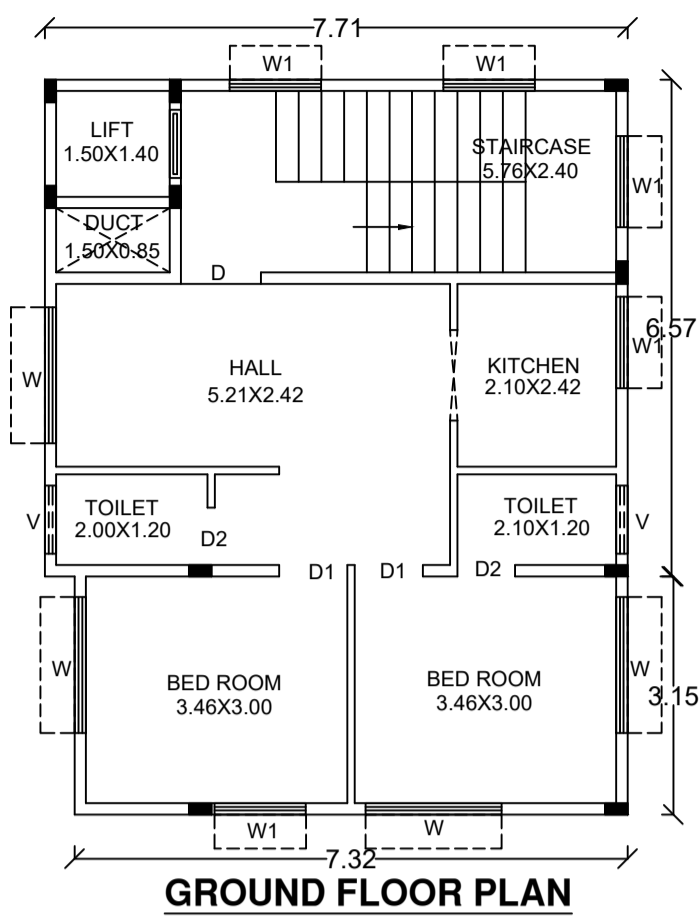 7.71
W1
W1
LIFT
1.50X1.40
STAIRCASE
5.76X2.40
W1
DUCT
1.50X0.85
D
6.57
W1
HALL
5.21X2.42
KITCHEN
2.10X2.42
W
TOILET
2.00X1.20
TOILET
2.10X1.20
V
V
D2
D1
D1
D2
W
BED ROOM
3.46X3.00
BED ROOM
3.46X3.00
W
3.15
W1
W
7.32
GROUND FLOOR PLAN